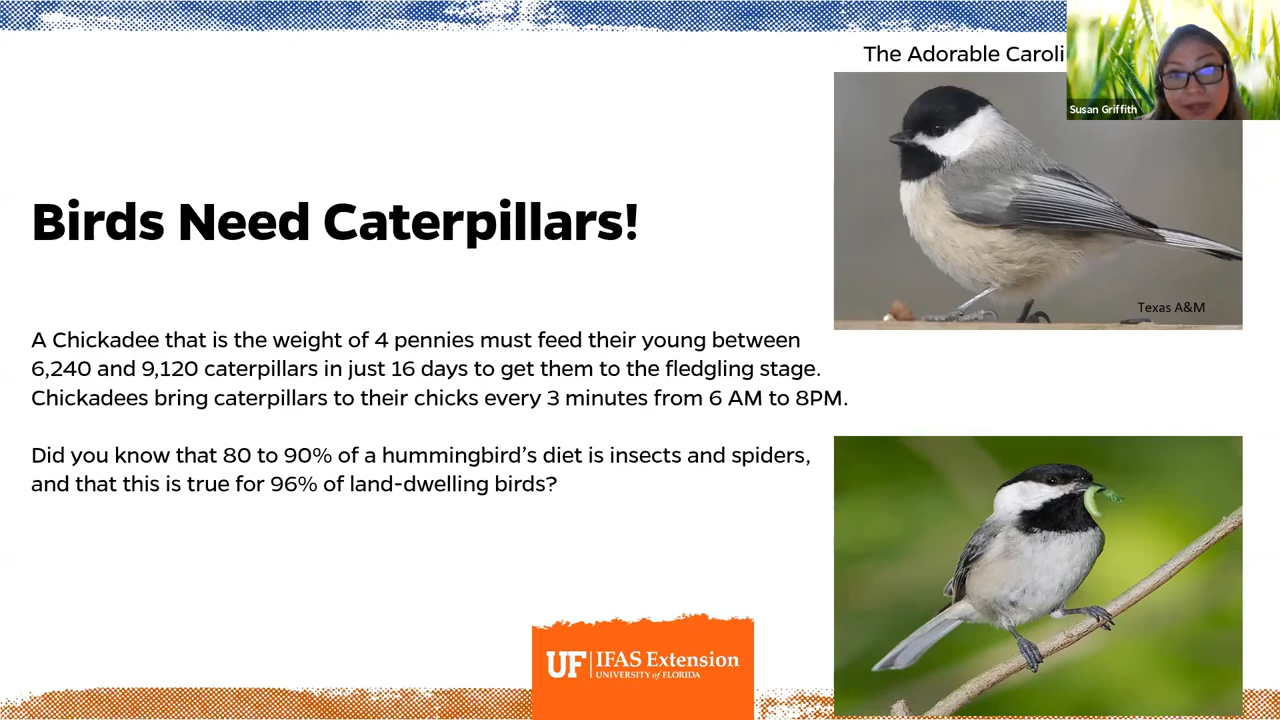 The Adorable Caroli
Susan Griffith
Texas A&M
Birds Need Caterpillars!
A Chickadee that is the weight of 4 pennies must feed their young between
6,240 and 9,120 caterpillars in just 16 days to get them to the fledgling stage.
Chickadees bring caterpillars to their chicks every 3 minutes from 6 AM to 8PM.
Did you know that 80 to 90% of a hummingbird’s diet is insects and spiders,
and that this is true for 96% of land-dwelling birds?
UF IFAS Extension
UNIVERSITY of FLORIDA